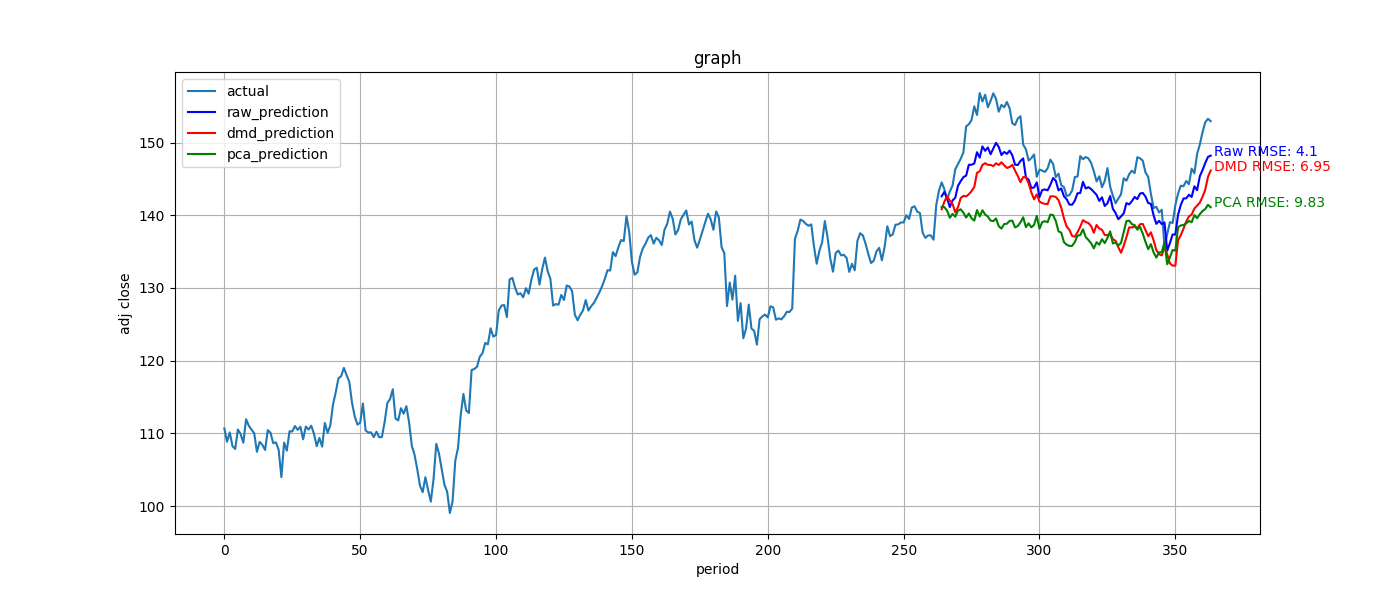 graph
actual
raw_prediction
dmd_prediction
pca_prediction
150
140
130
120
110
100
adj close
Raw RMSE: 4.1
DMD RMSE: 6.95
PCA RMSE: 9.83
0 50 100 150 200 250 300 350
period